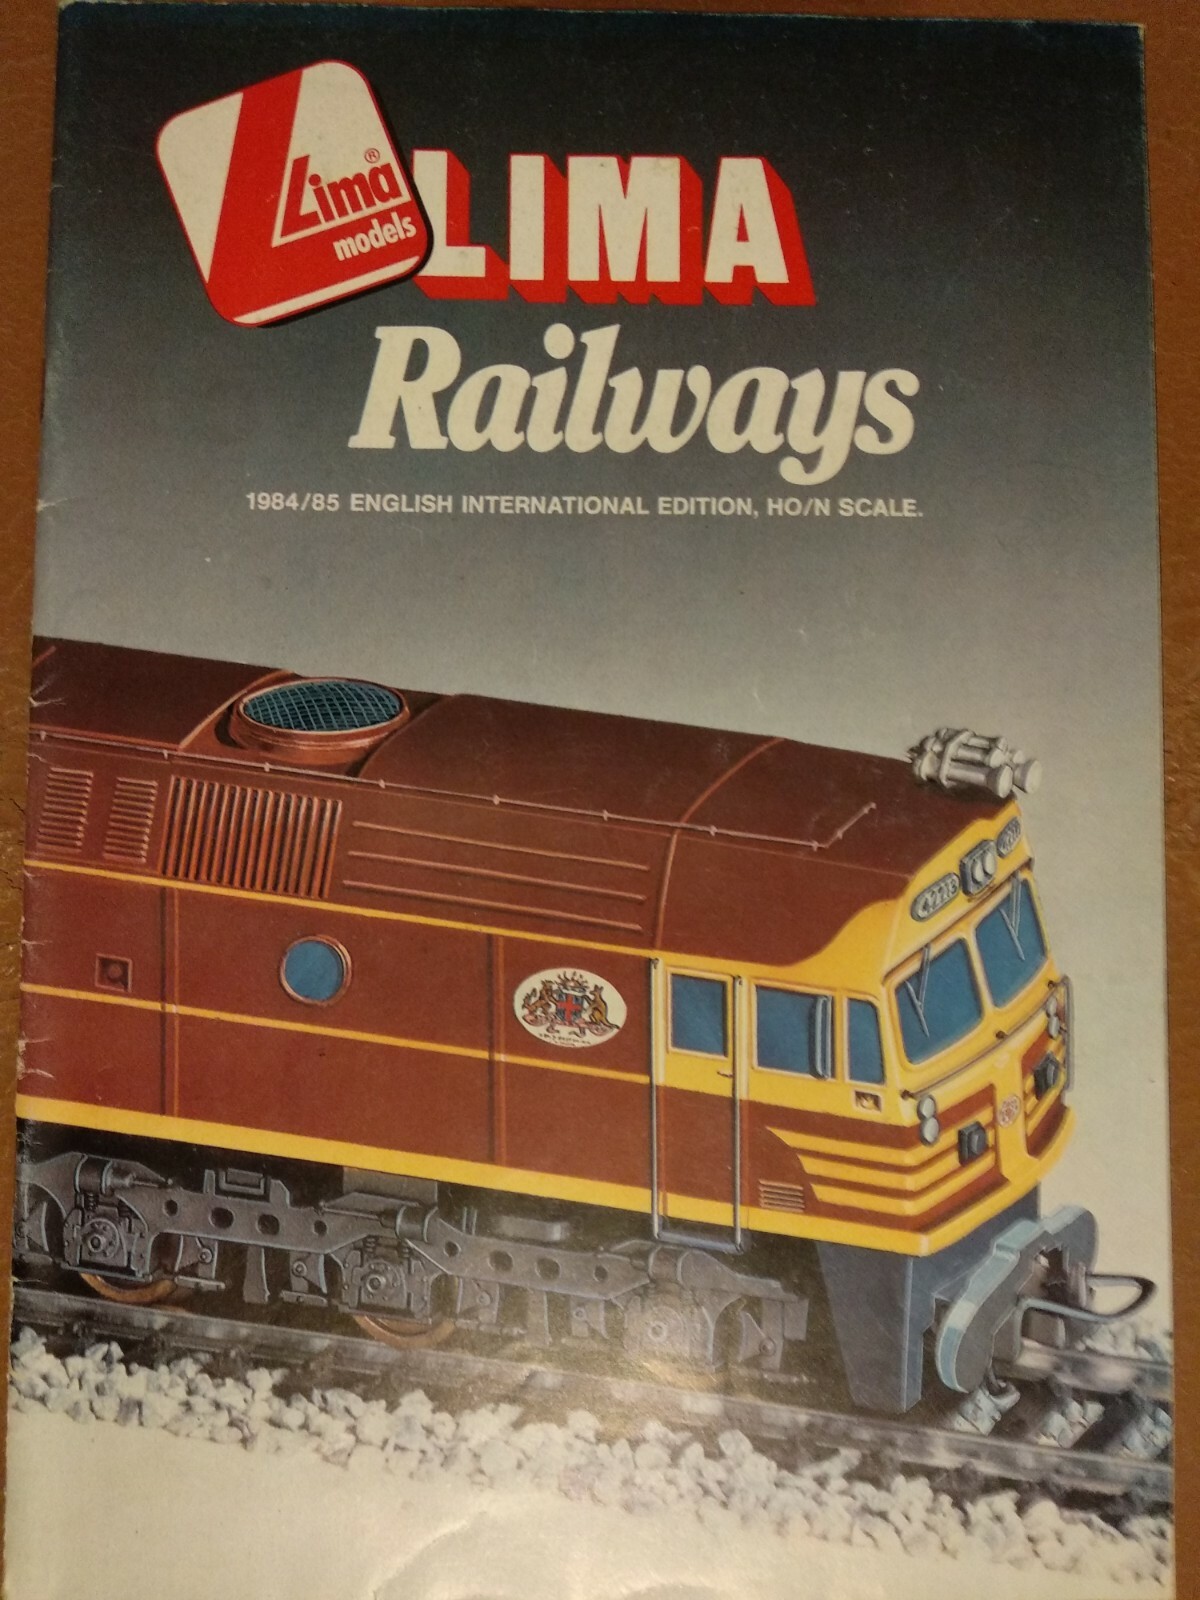 Lima®
models
LIMA
Railways
1984/85 ENGLISH INTERNATIONAL EDITION, HO/N SCALE.